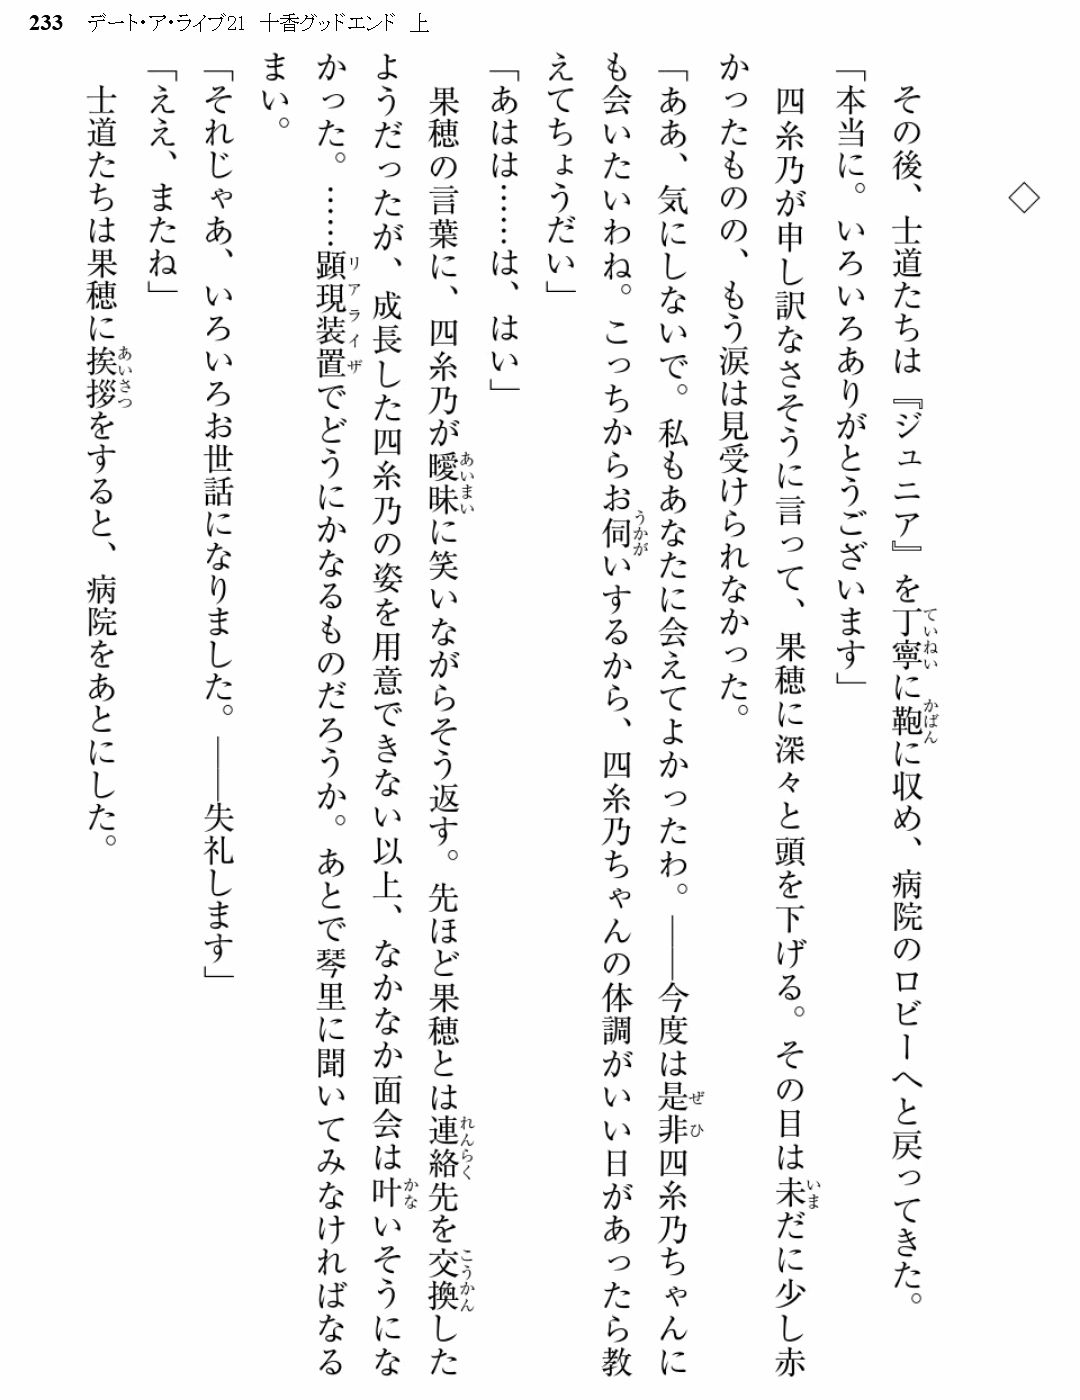 233 デート・ア・ライブ21 十香グッドエンド 上
◇
その後、士道たちは『ジュニア』を丁寧に鞄に収め、病院のロビーへと戻ってきた。
「本当に。いろいろありがとうございます」
四糸乃が申し訳なさそうに言って、果穂に深々と頭を下げる。その目は未だに少し赤
かったものの、もう涙は見受けられなかった。
「ああ、気にしないで。私もあなたに会えてよかったわ。――今度は是非四糸乃ちゃんに
も会いたいわね。こっちからお伺いするから、四糸乃ちゃんの体調がいい日があったら教
えてちょうだい」
「あはは……は、はい」
果穂の言葉に、四糸乃が曖昧に笑いながらそう返す。先ほど果穂とは連絡先を交換した
ようだったが、成長した四糸乃の姿を用意できない以上、なかなか面会は叶いそうにな
かった。……顕現装置でどうにかなるものだろうか。あとで琴里に聞いてみなければなる
まい。
「それじゃあ、いろいろお世話になりました。――失礼します」
「ええ、またね」
士道たちは果穂に挨拶をすると、病院をあとにした。